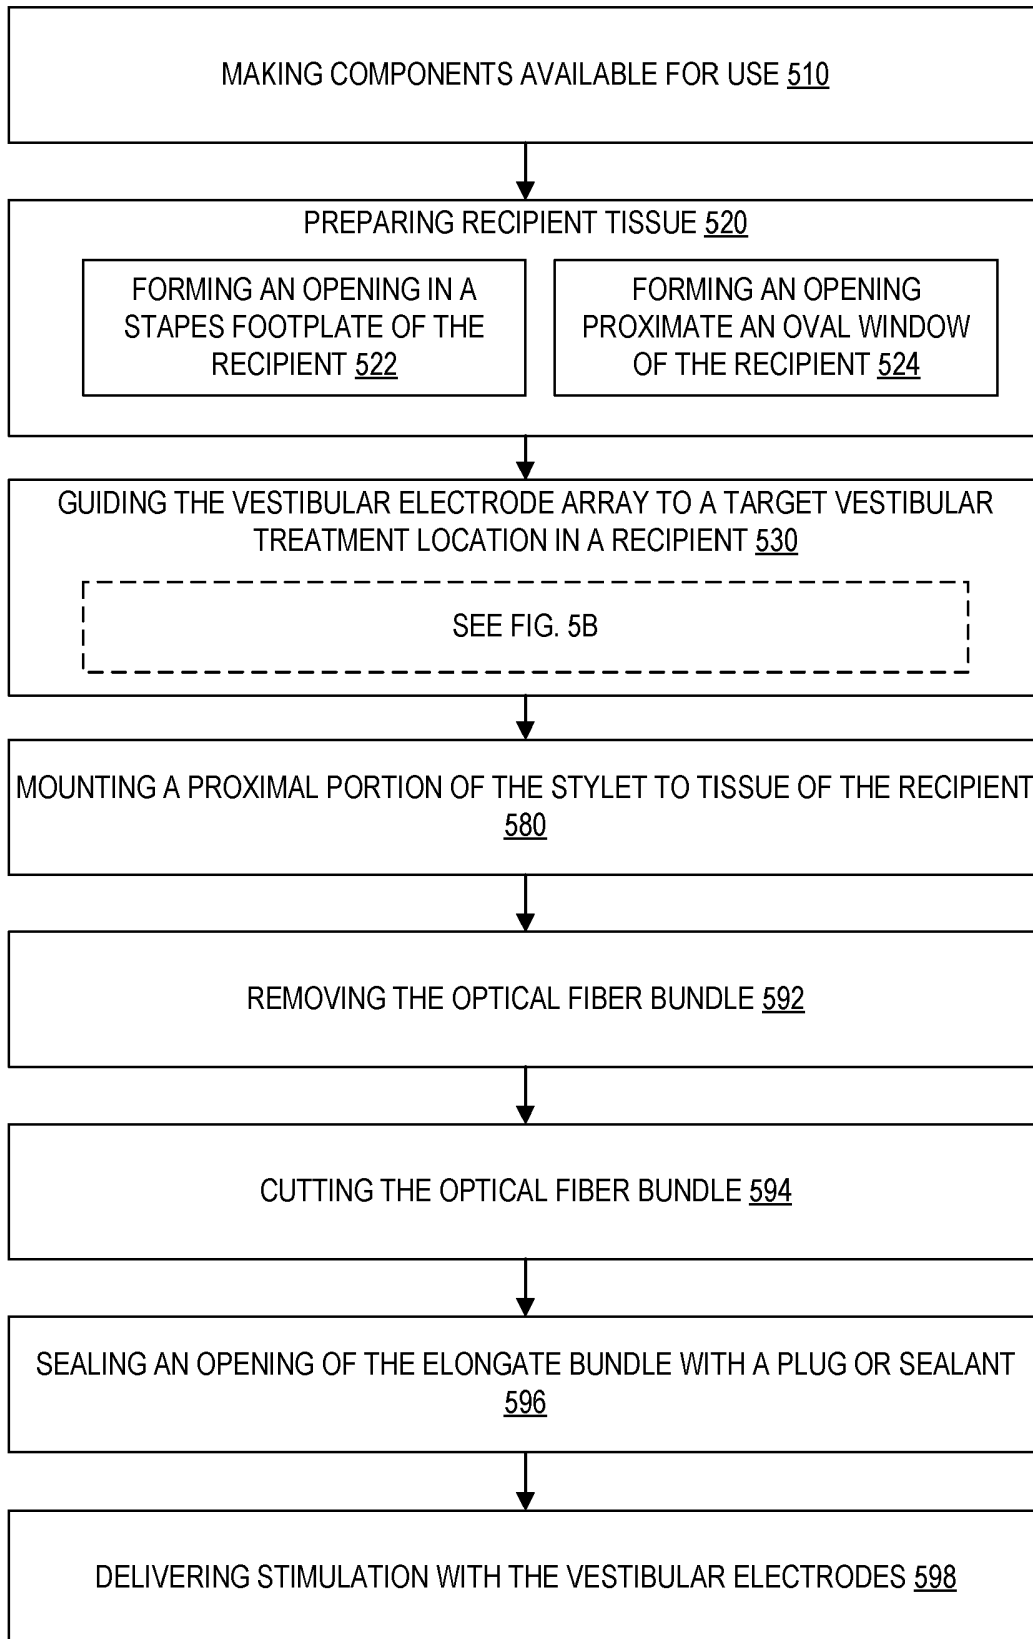 MAKING COMPONENTS AVAILABLE FOR USE 510
PREPARING RECIPIENT TISSUE 520
FORMING AN OPENING IN A
STAPES FOOTPLATE OF THE
RECIPIENT 522
FORMING AN OPENING
PROXIMATE AN OVAL WINDOW
OF THE RECIPIENT 524
GUIDING THE VESTIBULAR ELECTRODE ARRAY TO A TARGET VESTIBULAR
TREATMENT LOCATION IN A RECIPIENT 530
SEE FIG. 5B
MOUNTING A PROXIMAL PORTION OF THE STYLET TO TISSUE OF THE RECIPIENT
580
REMOVING THE OPTICAL FIBER BUNDLE 592
CUTTING THE OPTICAL FIBER BUNDLE 594
SEALING AN OPENING OF THE ELONGATE BUNDLE WITH A PLUG OR SEALANT
596
DELIVERING STIMULATION WITH THE VESTIBULAR ELECTRODES 598